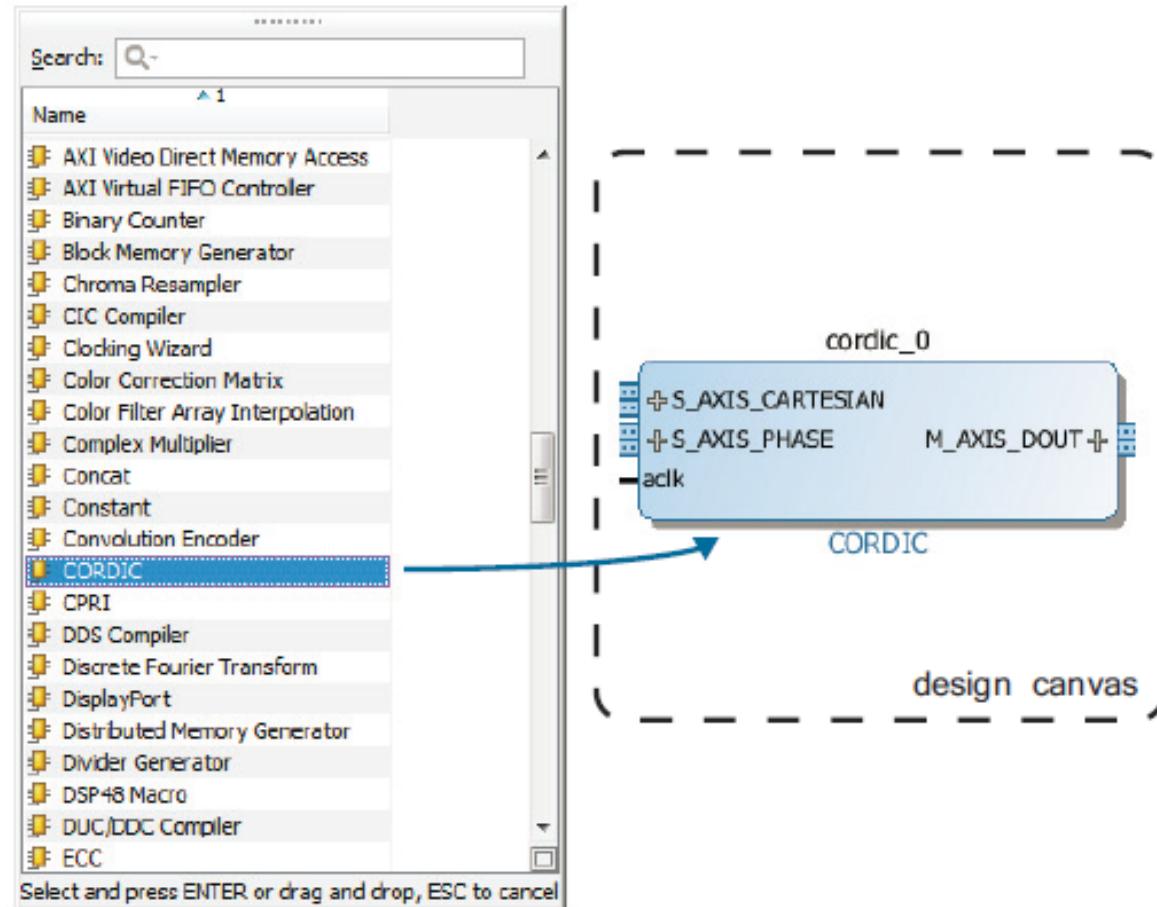 Search:
1
Name
AXI Video Direct Memory Access
AXI Virtual FIFO Controller
Binary Counter
Block Memory Generator
Chroma Resampler
CIC Compiler
Clocking Wizard
Color Correction Matrix
Color Filter Array Interpolation
Complex Multiplier
Concat
Constant
Convolution Encoder
CORDIC
CPRI
DDS Compiler
Discrete Fourier Transform
DisplayPort
Distributed Memory Generator
Divider Generator
DSP48 Macro
DUC/DDC Compiler
ECC
Select and press ENTER or drag and drop, ESC to cancel
cordic_0
S_AXIS_CARTESIAN
S_AXIS_PHASE M_AXIS_DOUT
aclk
CORDIC
design canvas